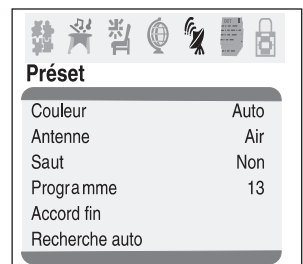 Préset
Couleur Auto
Antenne Air
Saut Non
Programme 13
Accord fin
Recherche auto